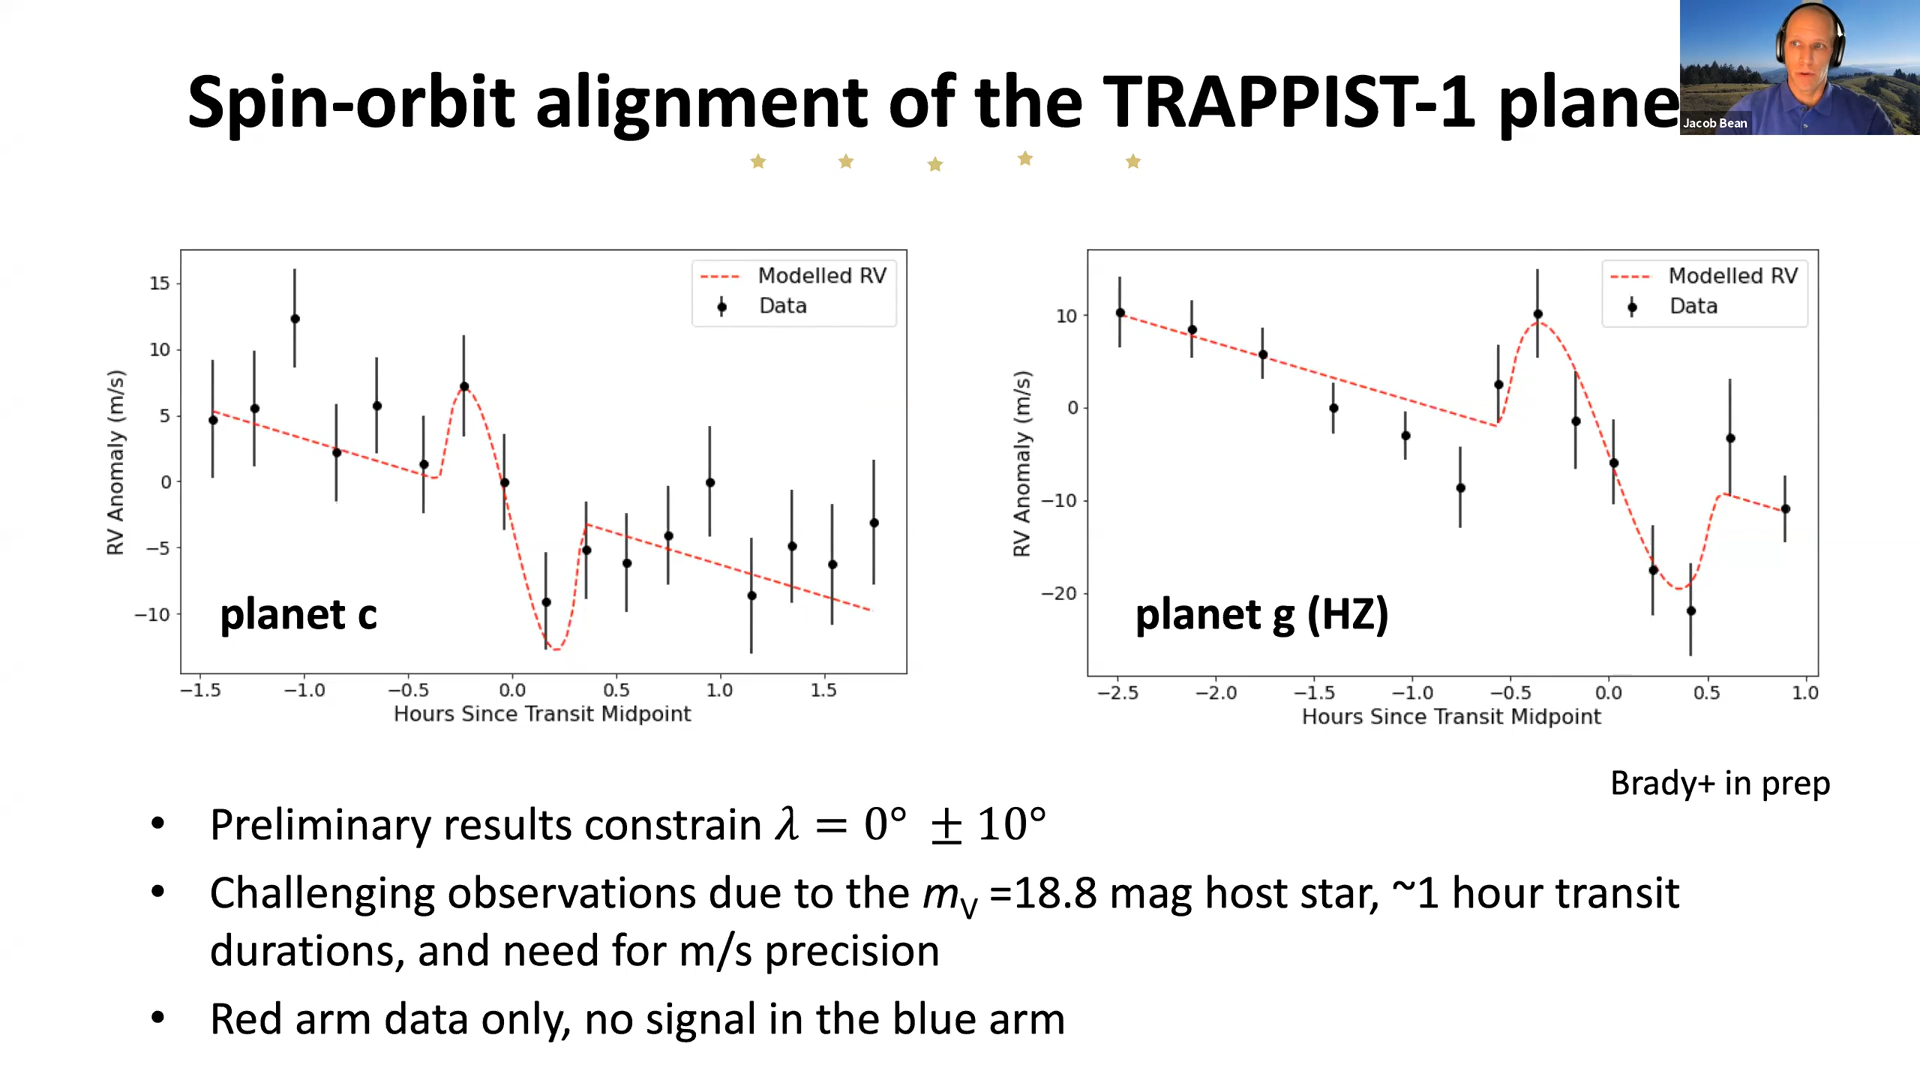 Spin-orbit alignment of the TRAPPIST-1 plane
Jacob Bean
Modelled RV
Data
15
10
5
0
−5
−10
RV Anomaly (m/s)
planet c
−1.5 −1.0 −0.5 0.0 0.5 1.0 1.5
Hours Since Transit Midpoint
Modelled RV
Data
10
0
−10
−20
RV Anomaly (m/s)
planet g (HZ)
−2.5 −2.0 −1.5 −1.0 −0.5 0.0 0.5 1.0
Hours Since Transit Midpoint
Brady+ in prep
• Preliminary results constrain λ = 0° ± 10°
• Challenging observations due to the mV =18.8 mag host star, ~1 hour transit
durations, and need for m/s precision
• Red arm data only, no signal in the blue arm